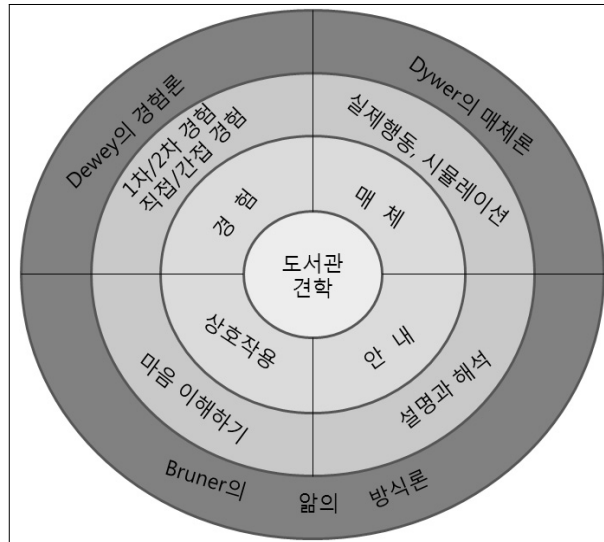 Dewey의 경험론
Dywer의 매체론
1차/2차 경험
직접/간접 경험
실제행동, 시뮬레이션
경 험
매 체
도서관
견학
상호작용
안 내
마음 이해하기
설명과 해석
Bruner의 앎의 방식론